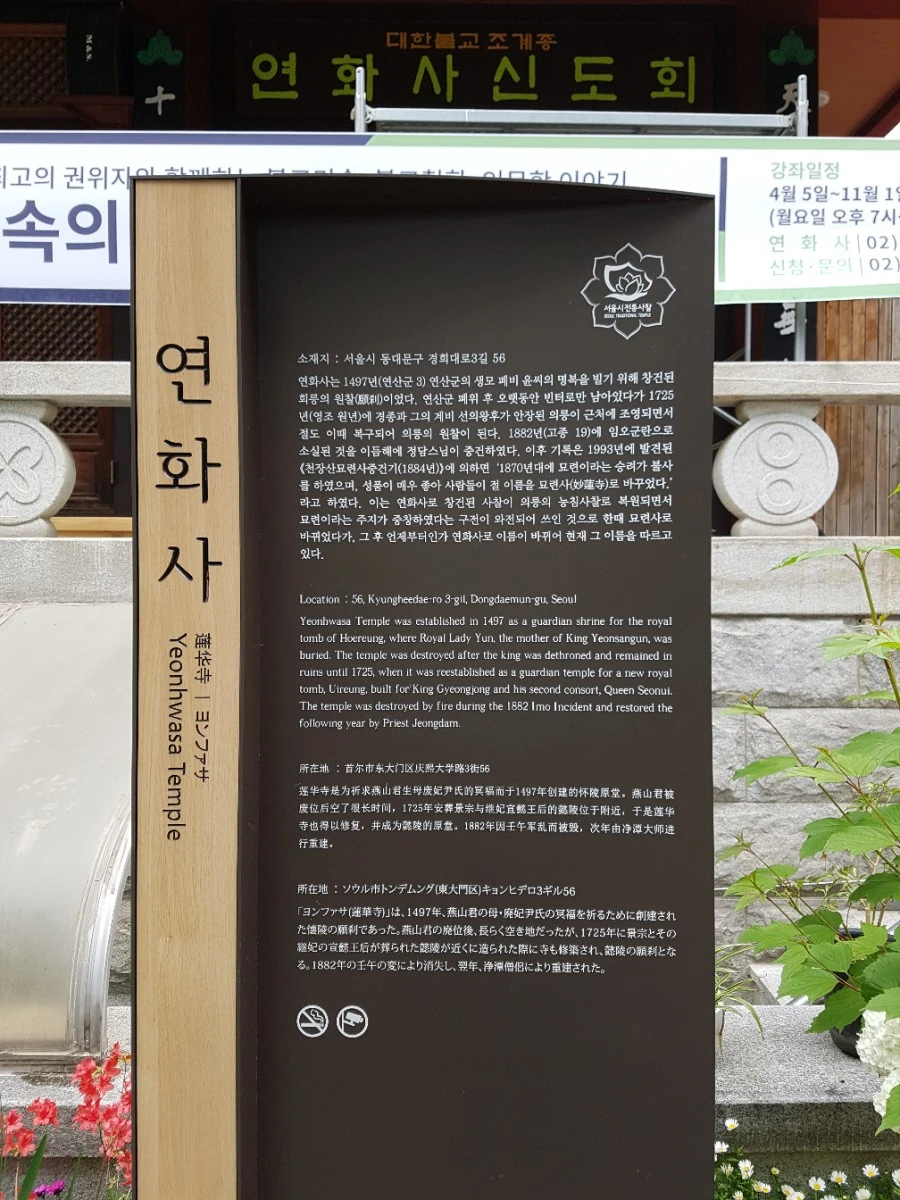 대한불교조계종
연화사신도회
M&S.
十
天
최고의 권위자와 함께하는
속의
강좌일정
4월 5일~11월 1
(월요일 오후 7시
연 화 사 | 02)
신청·문의 | 02)
서울시전통사찰
SEOUL TRADITIONAL TEMPLE
연화사
莲华寺 | ヨンファサ
Yeonhwasa Temple
소재지 : 서울시 동대문구 경희대로3길 56
연화사는 1497년(연산군 3) 연산군의 생모 폐비 윤씨의 명복을 빌기 위해 창건된
회릉의 원찰(願刹)이었다. 연산군 폐위 후 오랫동안 빈터로만 남아있다가 1725
년(영조 원년)에 경종과 그의 계비 선의왕후가 안장된 의릉이 근처에 조영되면서
절도 이때 복구되어 의릉의 원찰이 된다. 1882년(고종 19)에 임오군란으로
소실된 것을 이듬해에 정담스님이 중건하였다. 이후 기록은 1993년에 발견된
《천장산묘련사중건기(1884년)》에 의하면 '1870년대에 묘련이라는 승려가 불사
를 하였으며, 성품이 매우 좋아 사람들이 절 이름을 묘련사(妙蓮寺)로 바꾸었다.'
라고 하였다. 이는 연화사로 창건된 사찰이 의릉의 능침사찰로 복원되면서
묘련이라는 주지가 중창하였다는 구전이 와전되어 쓰인 것으로 한때 묘련사로
바뀌었다가, 그 후 언제부터인가 연화사로 이름이 바뀌어 현재 그 이름을 따르고
있다.
Location : 56, Kyungheedae-ro 3-gil, Dongdaemun-gu, Seoul
Yeonhwasa Temple was established in 1497 as a guardian shrine for the royal
tomb of Hoereung, where Royal Lady Yun, the mother of King Yeonsangun, was
buried. The temple was destroyed after the king was dethroned and remained in
ruins until 1725, when it was reestablished as a guardian temple for a new royal
tomb, Uireung, built for King Gyeongjong and his second consort, Queen Seonui.
The temple was destroyed by fire during the 1882 Imo Incident and restored the
following year by Priest Jeongdam.
所在地 : 首尔市东大门区庆熙大学路3街56
莲华寺是为祈求燕山君生母废妃尹氏的冥福而于1497年创建的怀陵原堂。燕山君被
废位后空了很长时间，1725年安葬景宗与继妃宣懿王后的懿陵位于附近，于是莲华
寺也得以修复，并成为懿陵的原堂。1882年因壬午军乱而被毁，次年由净潭大师进
行重建。
所在地 : ソウル市トンデムング(東大門区)キョンヒデロ3ギル56
「ヨンファサ(蓮華寺)」は、1497年、燕山君の母・廃妃尹氏の冥福を祈るために創建され
た懐陵の願刹であった。燕山君の廃位後、長らく空き地だったが、1725年に景宗とその
継妃の宣懿王后が葬られた懿陵が近くに造られた際に寺も修築され、懿陵の願刹とな
る。1882年の壬午の変により消失し、翌年、浄潭僧侶により重建された。